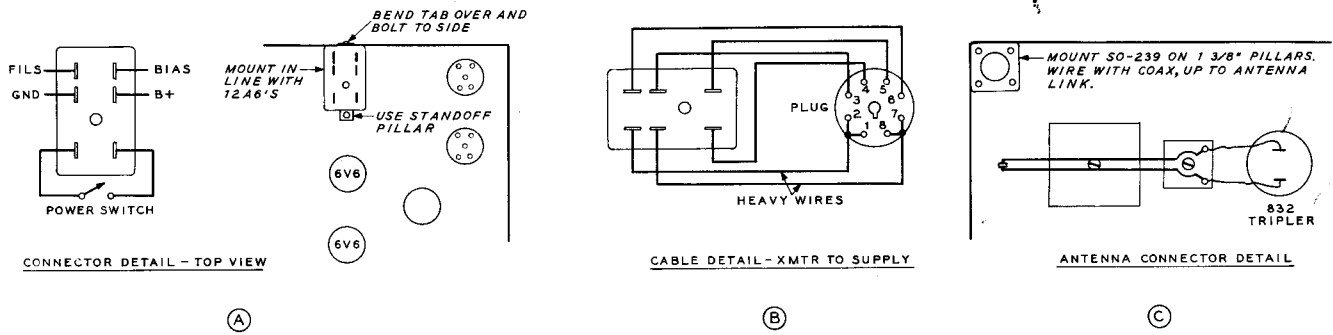 BEND TAB OVER AND
BOLT TO SIDE
FILS
GND
BIAS
B+
POWER SWITCH
MOUNT IN
LINE WITH
12A6'S
USE STANDOFF
PILLAR
6V6
6V6
CONNECTOR DETAIL - TOP VIEW
A
PLUG
4
3
5
6
2
7
1
8
HEAVY WIRES
CABLE DETAIL - XMTR TO SUPPLY
B
MOUNT SO-239 ON 1 3/8" PILLARS.
WIRE WITH COAX, UP TO ANTENNA
LINK.
832
TRIPLER
ANTENNA CONNECTOR DETAIL
C